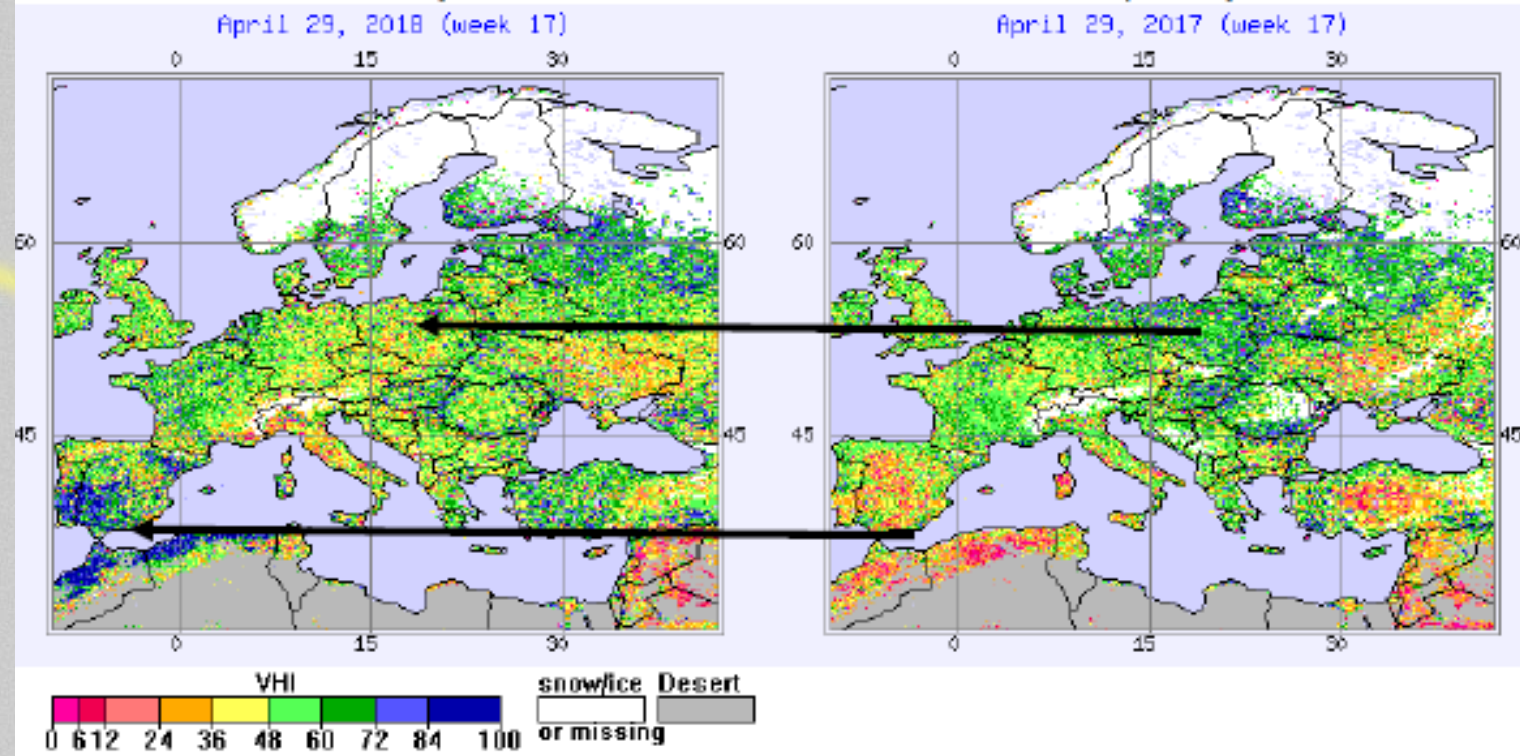 April 29, 2018 (week 17)
April 29, 2017 (week 17)
0 15 30
0 15 30
60 60
60 60
45 45
45 45
0 15 30
0 15 30
VHI
snow/ice
Desert
0 6 12 24 36 48 60 72 84 100
or missing